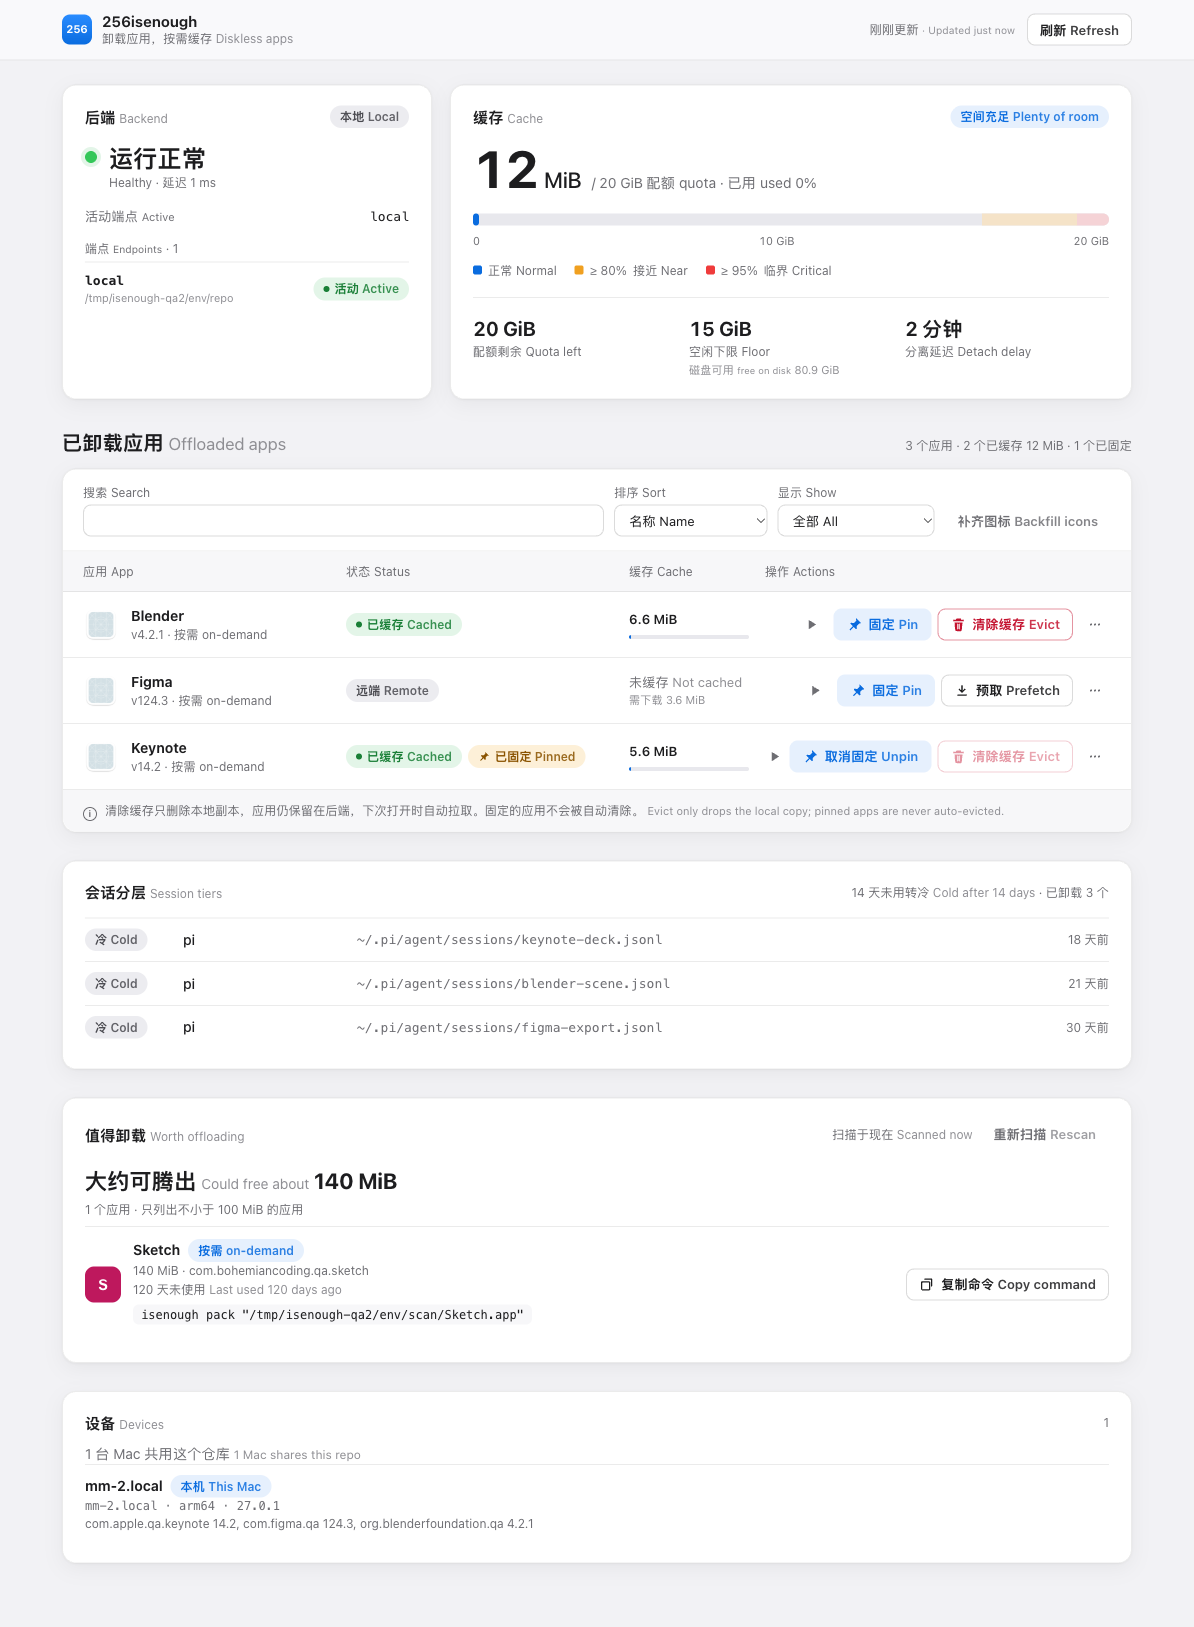 256
256isenough
卸载应用，按需缓存 Diskless apps
刚刚更新 · Updated just now
刷新 Refresh
后端 Backend
本地 Local
运行正常
Healthy · 延迟 1 ms
活动端点 Active
local
端点 Endpoints · 1
local
/tmp/isenough-qa2/env/repo
活动 Active
缓存 Cache
空间充足 Plenty of room
12 MiB / 20 GiB 配额 quota · 已用 used 0%
0
10 GiB
20 GiB
正常 Normal
≥ 80% 接近 Near
≥ 95% 临界 Critical
20 GiB
配额剩余 Quota left
15 GiB
空闲下限 Floor
磁盘可用 free on disk 80.9 GiB
2 分钟
分离延迟 Detach delay
已卸载应用 Offloaded apps
3 个应用 · 2 个已缓存 12 MiB · 1 个已固定
搜索 Search
排序 Sort
显示 Show
名称 Name
全部 All
补齐图标 Backfill icons
应用 App
状态 Status
缓存 Cache
操作 Actions
Blender
v4.2.1 · 按需 on-demand
已缓存 Cached
6.6 MiB
固定 Pin
清除缓存 Evict
Figma
v124.3 · 按需 on-demand
远端 Remote
未缓存 Not cached
需下载 3.6 MiB
固定 Pin
预取 Prefetch
Keynote
v14.2 · 按需 on-demand
已缓存 Cached
已固定 Pinned
5.6 MiB
取消固定 Unpin
清除缓存 Evict
清除缓存只删除本地副本，应用仍保留在后端，下次打开时自动拉取。固定的应用不会被自动清除。 Evict only drops the local copy; pinned apps are never auto-evicted.
会话分层 Session tiers
14 天未用转冷 Cold after 14 days · 已卸载 3 个
冷 Cold
pi
~/.pi/agent/sessions/keynote-deck.jsonl
18 天前
冷 Cold
pi
~/.pi/agent/sessions/blender-scene.jsonl
21 天前
冷 Cold
pi
~/.pi/agent/sessions/figma-export.jsonl
30 天前
值得卸载 Worth offloading
扫描于现在 Scanned now
重新扫描 Rescan
大约可腾出 Could free about 140 MiB
1 个应用 · 只列出不小于 100 MiB 的应用
S
Sketch
按需 on-demand
140 MiB · com.bohemiancoding.qa.sketch
120 天未使用 Last used 120 days ago
isenough pack "/tmp/isenough-qa2/env/scan/Sketch.app"
复制命令 Copy command
设备 Devices
1
1 台 Mac 共用这个仓库 1 Mac shares this repo
mm-2.local
本机 This Mac
mm-2.local · arm64 · 27.0.1
com.apple.qa.keynote 14.2, com.figma.qa 124.3, org.blenderfoundation.qa 4.2.1